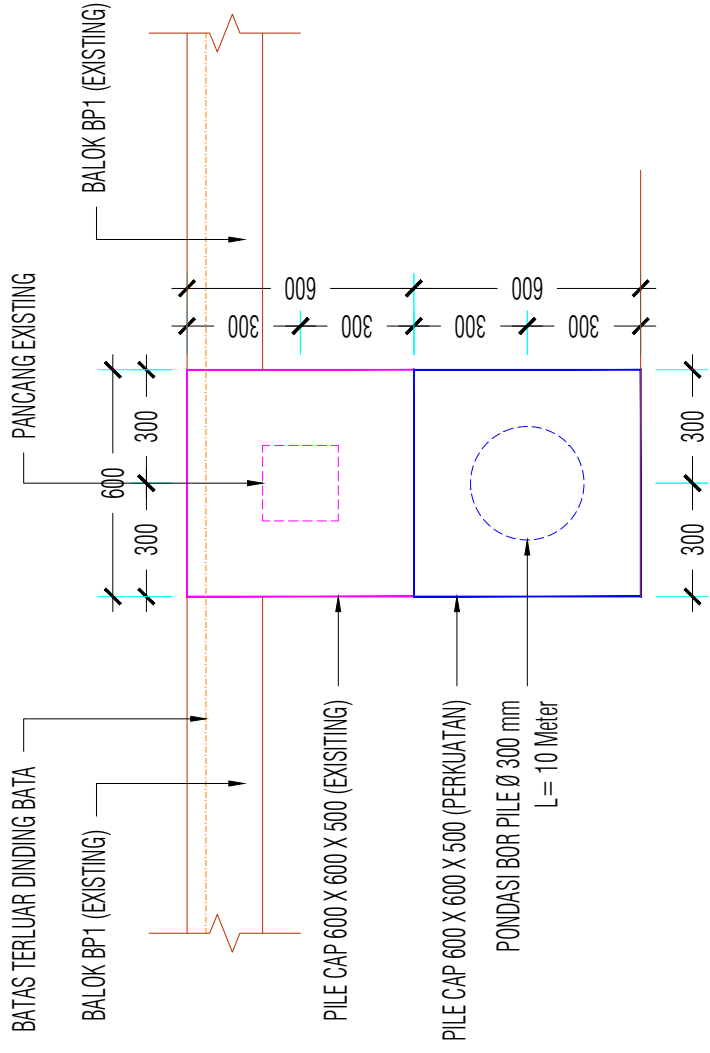 BATAS TERLUAR DINDING BATA
BALOK BP1 (EXISTING)
PANCANG EXISTING
BALOK BP1 (EXISTING)
600
300
300
300
300
600
300
300
600
300
300
PILE CAP 600 X 600 X 500 (EXISITING)
PILE CAP 600 X 600 X 500 (PERKUATAN)
PONDASI BOR PILE Ø 300 mm
L= 10 Meter